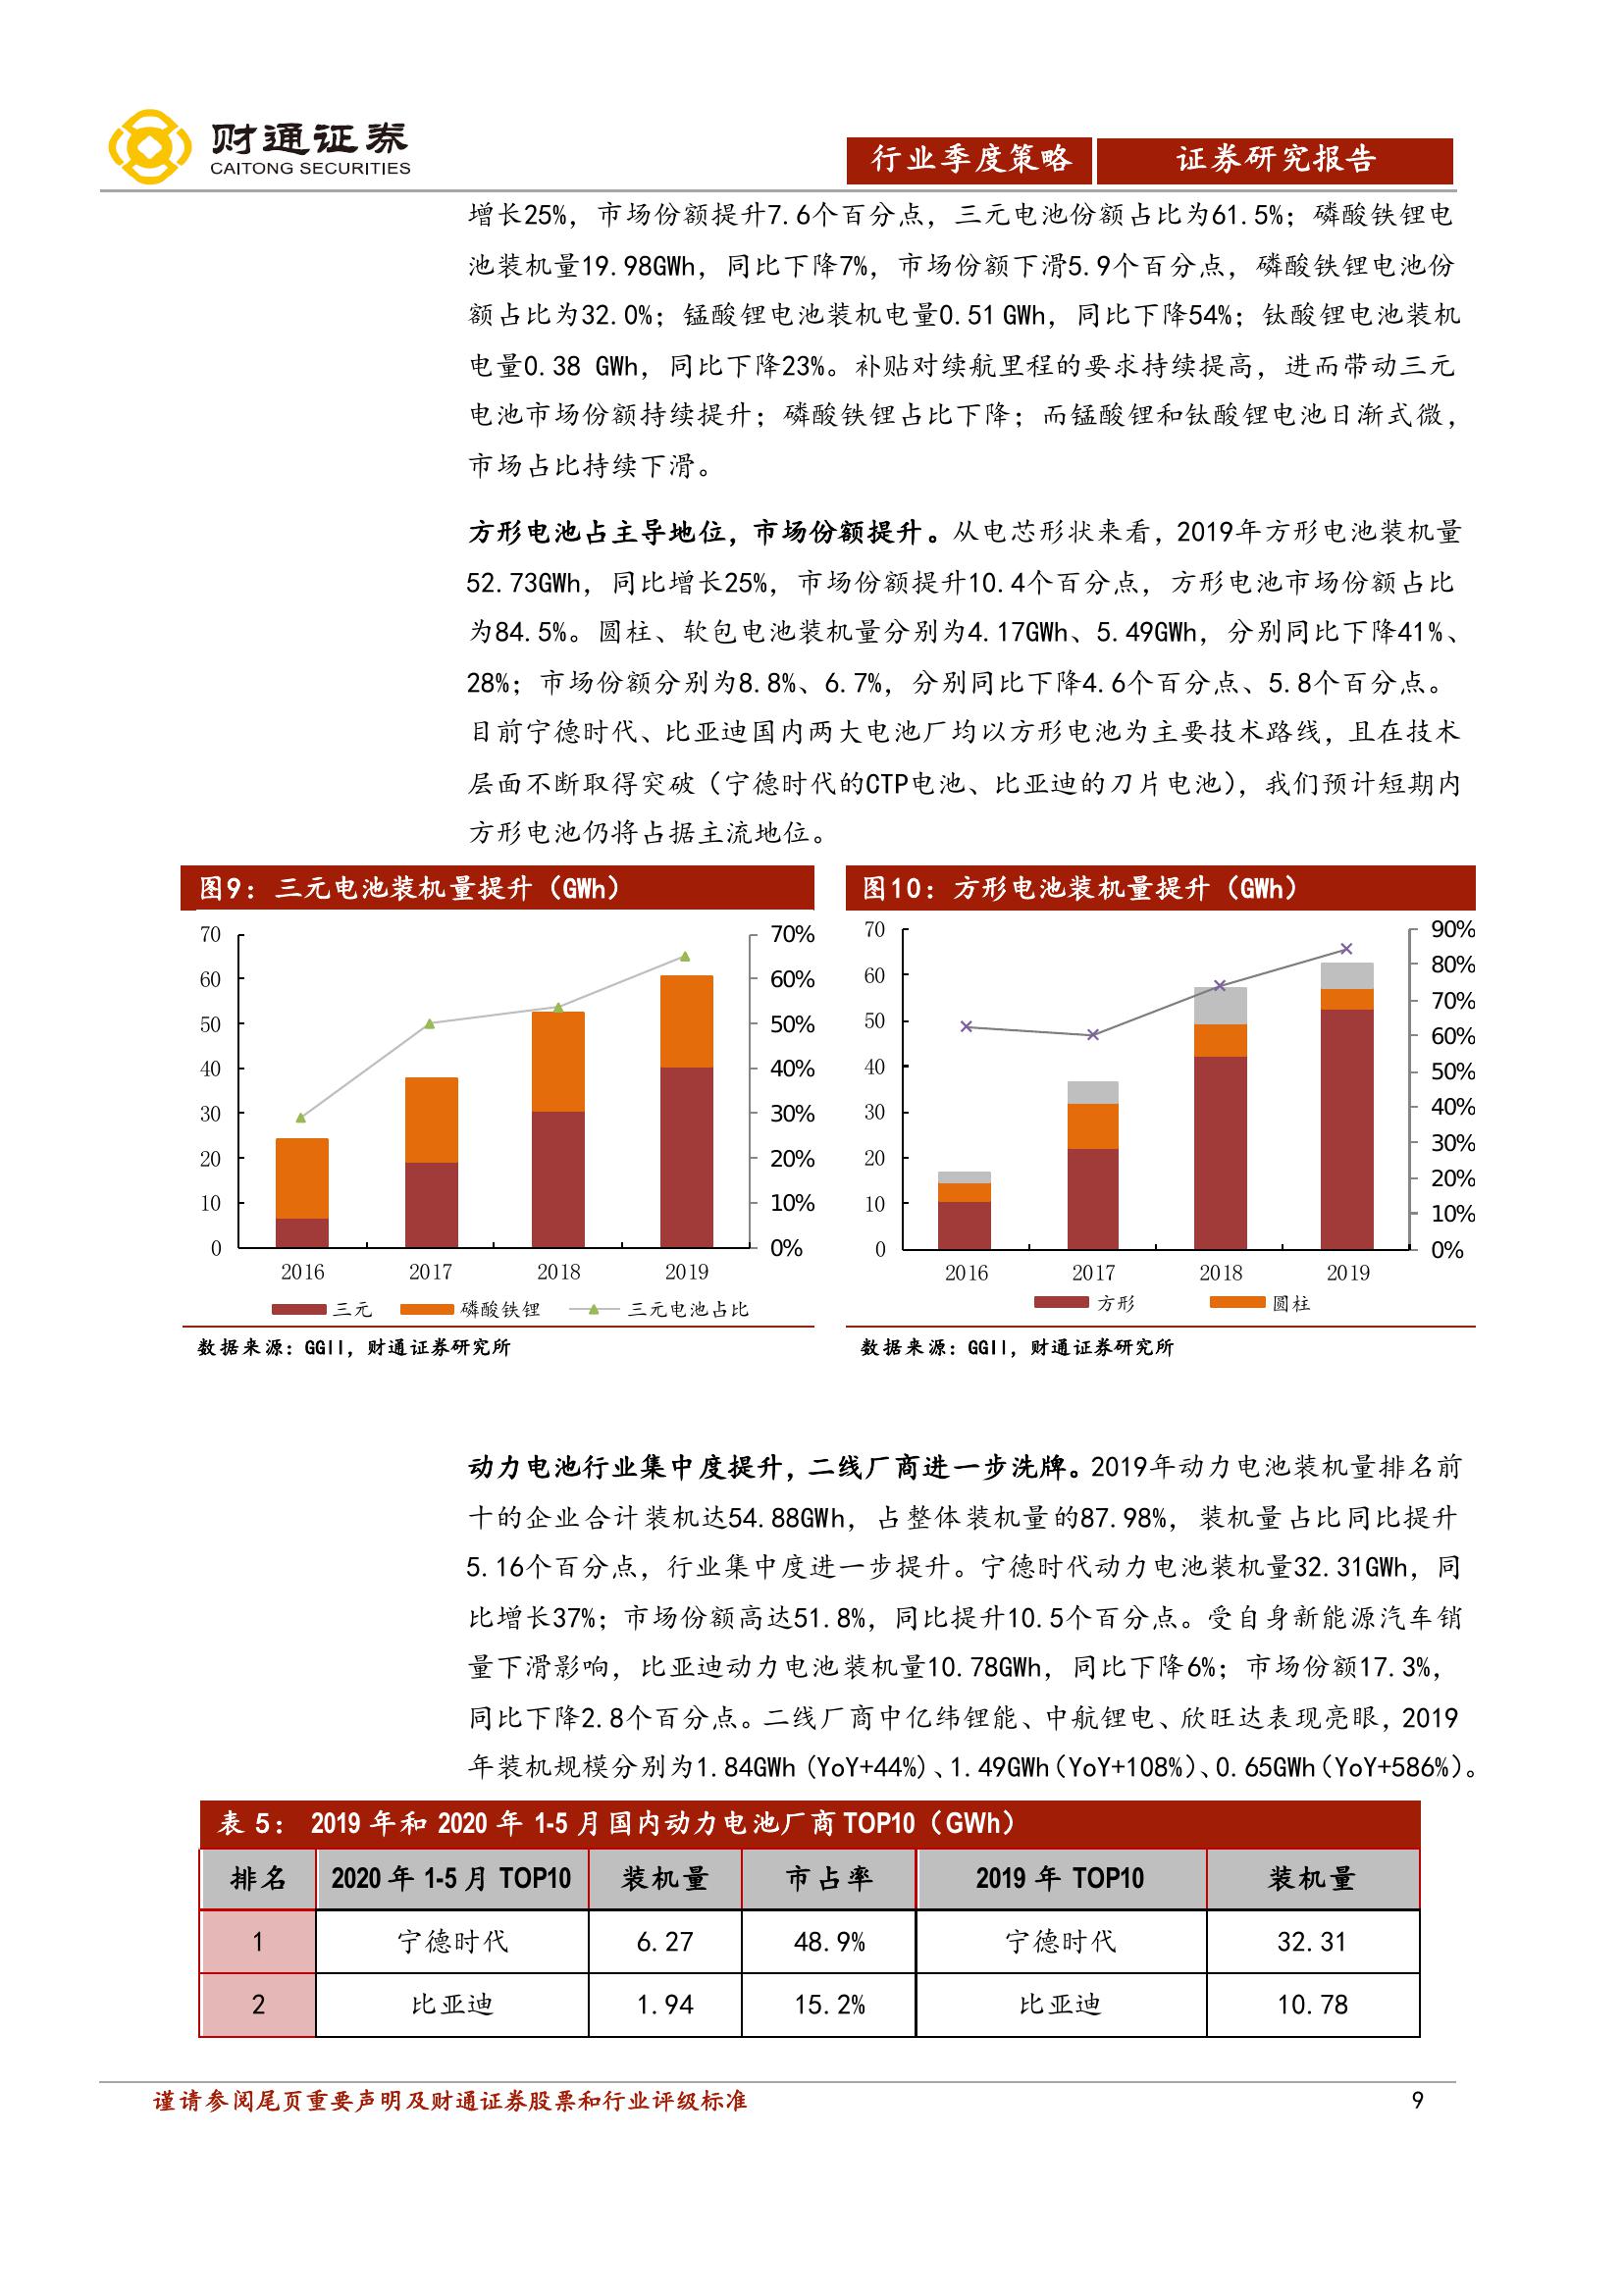 财通证券
CAITONG SECURITIES
行业季度策略 证券研究报告
增长25%，市场份额提升7.6个百分点，三元电池份额占比为61.5%；磷酸铁锂电
池装机量19.98GWh，同比下降7%，市场份额下滑5.9个百分点，磷酸铁锂电池份
额占比为32.0%；锰酸锂电池装机电量0.51 GWh，同比下降54%；钛酸锂电池装机
电量0.38 GWh，同比下降23%。补贴对续航里程的要求持续提高，进而带动三元
电池市场份额持续提升；磷酸铁锂占比下降；而锰酸锂和钛酸锂电池日渐式微，
市场占比持续下滑。
方形电池占主导地位，市场份额提升。从电芯形状来看，2019年方形电池装机量
52.73GWh，同比增长25%，市场份额提升10.4个百分点，方形电池市场份额占比
为84.5%。圆柱、软包电池装机量分别为4.17GWh、5.49GWh，分别同比下降41%、
28%；市场份额分别为8.8%、6.7%，分别同比下降4.6个百分点、5.8个百分点。
目前宁德时代、比亚迪国内两大电池厂均以方形电池为主要技术路线，且在技术
层面不断取得突破（宁德时代的CTP电池、比亚迪的刀片电池），我们预计短期内
方形电池仍将占据主流地位。
图9：三元电池装机量提升（GWh）
70 70%
60 60%
50 50%
40 40%
30 30%
20 20%
10 10%
0 0%
2016 2017 2018 2019
三元 磷酸铁锂 三元电池占比
数据来源：GGII，财通证券研究所
图10：方形电池装机量提升（GWh）
70 90%
60 80%
50 70%
40 60%
30 50%
20 40%
10 30%
0 20%
10%
0%
2016 2017 2018 2019
方形 圆柱
数据来源：GGII，财通证券研究所
动力电池行业集中度提升，二线厂商进一步洗牌。2019年动力电池装机量排名前
十的企业合计装机达54.88GWh，占整体装机量的87.98%，装机量占比同比提升
5.16个百分点，行业集中度进一步提升。宁德时代动力电池装机量32.31GWh，同
比增长37%；市场份额高达51.8%，同比提升10.5个百分点。受自身新能源汽车销
量下滑影响，比亚迪动力电池装机量10.78GWh，同比下降6%；市场份额17.3%，
同比下降2.8个百分点。二线厂商中亿纬锂能、中航锂电、欣旺达表现亮眼，2019
年装机规模分别为1.84GWh（YoY+44%）、1.49GWh（YoY+108%）、0.65GWh（YoY+586%）。
表 5： 2019 年和 2020 年 1-5 月国内动力电池厂商 TOP10（GWh）
排名 2020 年 1-5 月 TOP10 装机量 市占率 2019 年 TOP10 装机量
1 宁德时代 6.27 48.9% 宁德时代 32.31
2 比亚迪 1.94 15.2% 比亚迪 10.78
谨请参阅尾页重要声明及财通证券股票和行业评级标准 9